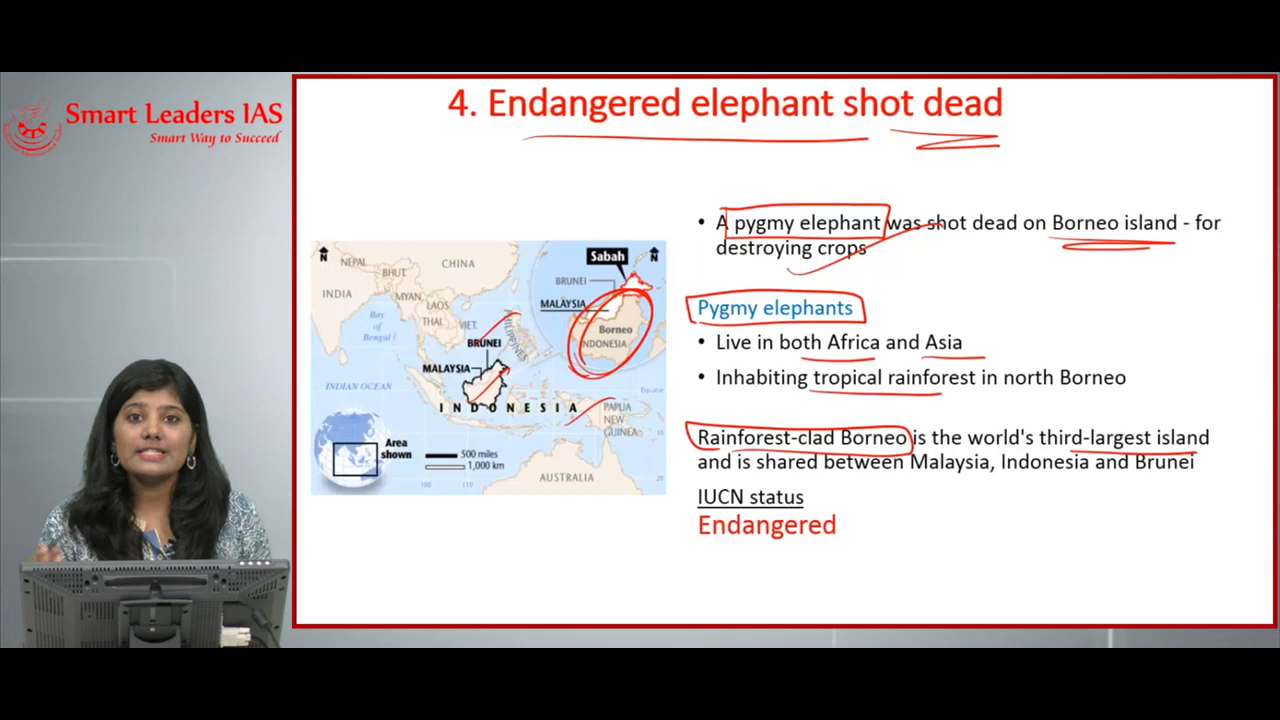 Smart Leaders IAS
Smart Way to Succeed
4. Endangered elephant shot dead
• A pygmy elephant was shot dead on Borneo island - for
destroying crops
Pygmy elephants
• Live in both Africa and Asia
• Inhabiting tropical rainforest in north Borneo
Rainforest-clad Borneo is the world's third-largest island
and is shared between Malaysia, Indonesia and Brunei
IUCN status
Endangered
N
N
Sabah
NEPAL
BHUT.
CHINA
BRUNEI
INDIA
MYAN.
LAOS
MALAYSIA
Bay
of
Bengal
THAI.
VIET.
PHILIPPINES
Borneo
INDONESIA
BRUNEI
MALAYSIA
INDIAN OCEAN
Equator
INDONESIA
PAPUA
NEW
GUINEA
Area
shown
500 miles
1,000 km
AUSTRALIA
100
110